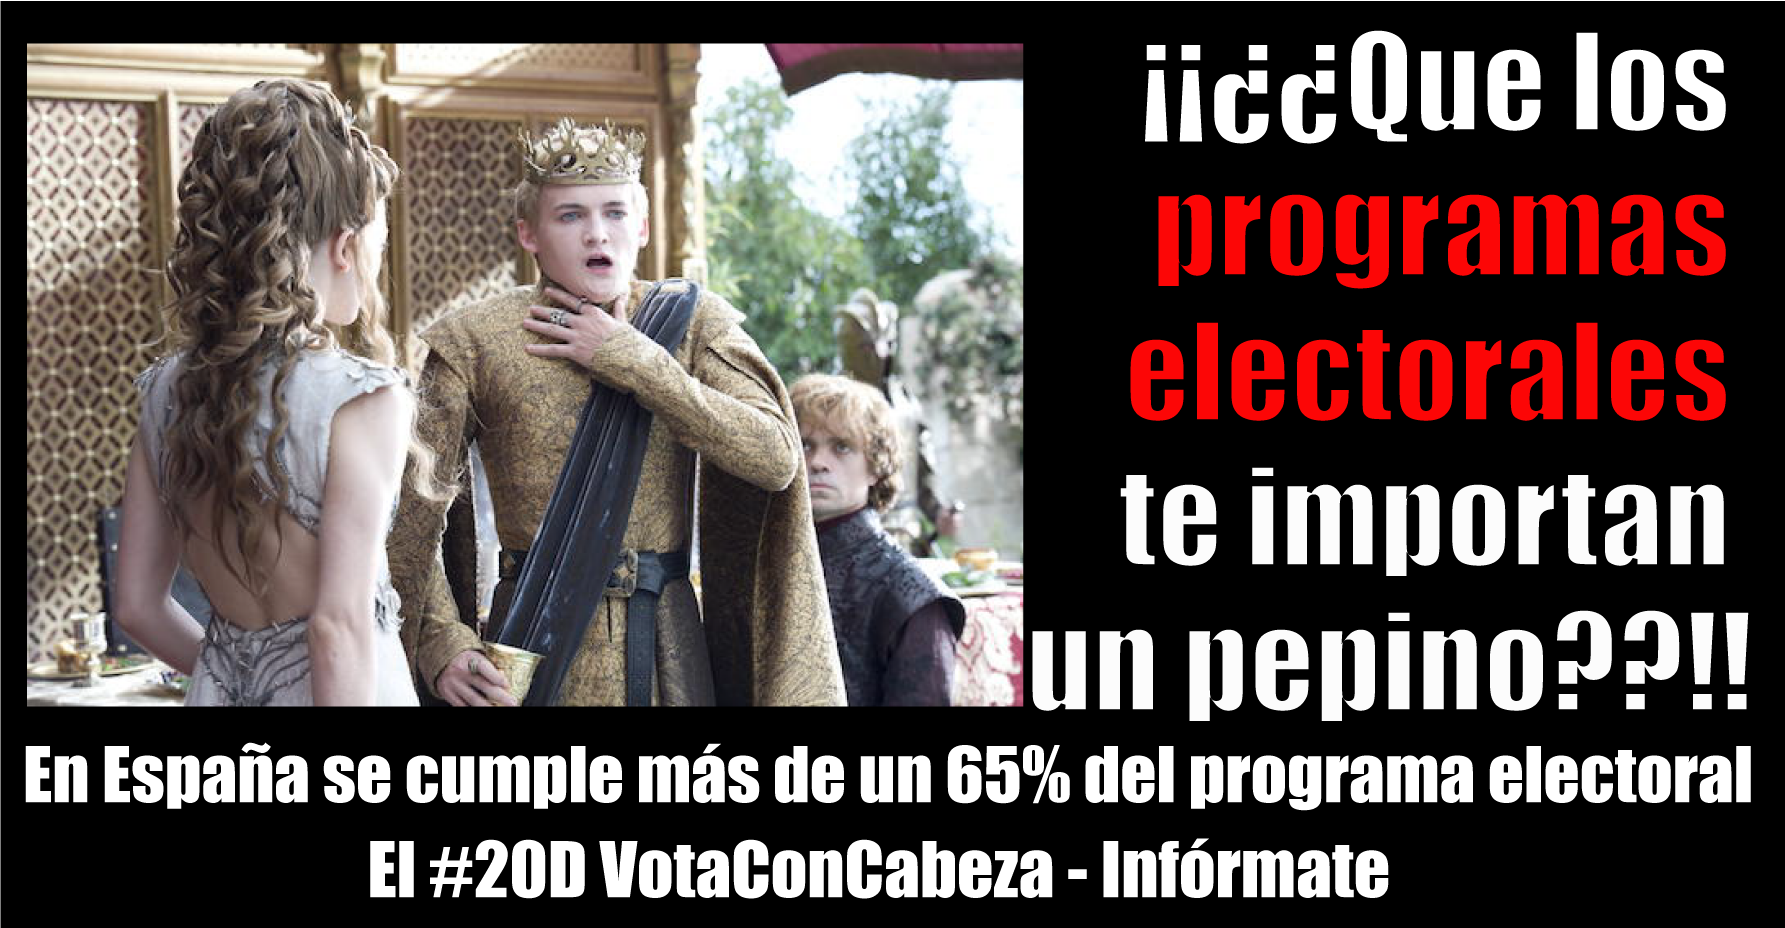 ¡¡¿¿Que los
programas
electorales
te importan
un pepino??!!
En España se cumple más de un 65% del programa electoral
El #20D VotaConCabeza - Infórmate